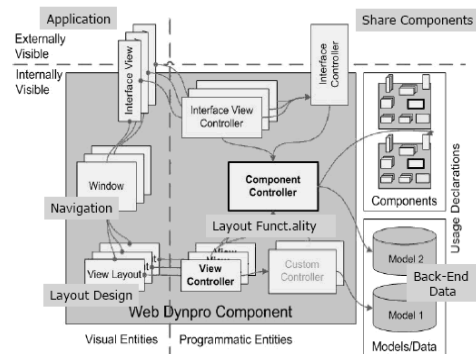 Application
Share Components
Externally
Visible
Internally
Visible
Interface View
Interface
Controller
Interface View
Controller
Window
Component
Controller
Components
Usage Declarations
Navigation
Layout Funct.ality
View Layout
View
Controller
Custom
Controller
Model 2
Back-End
Data
Layout Design
Model 1
Web Dynpro Component
Visual Entities
Programmatic Entities
Models/Data